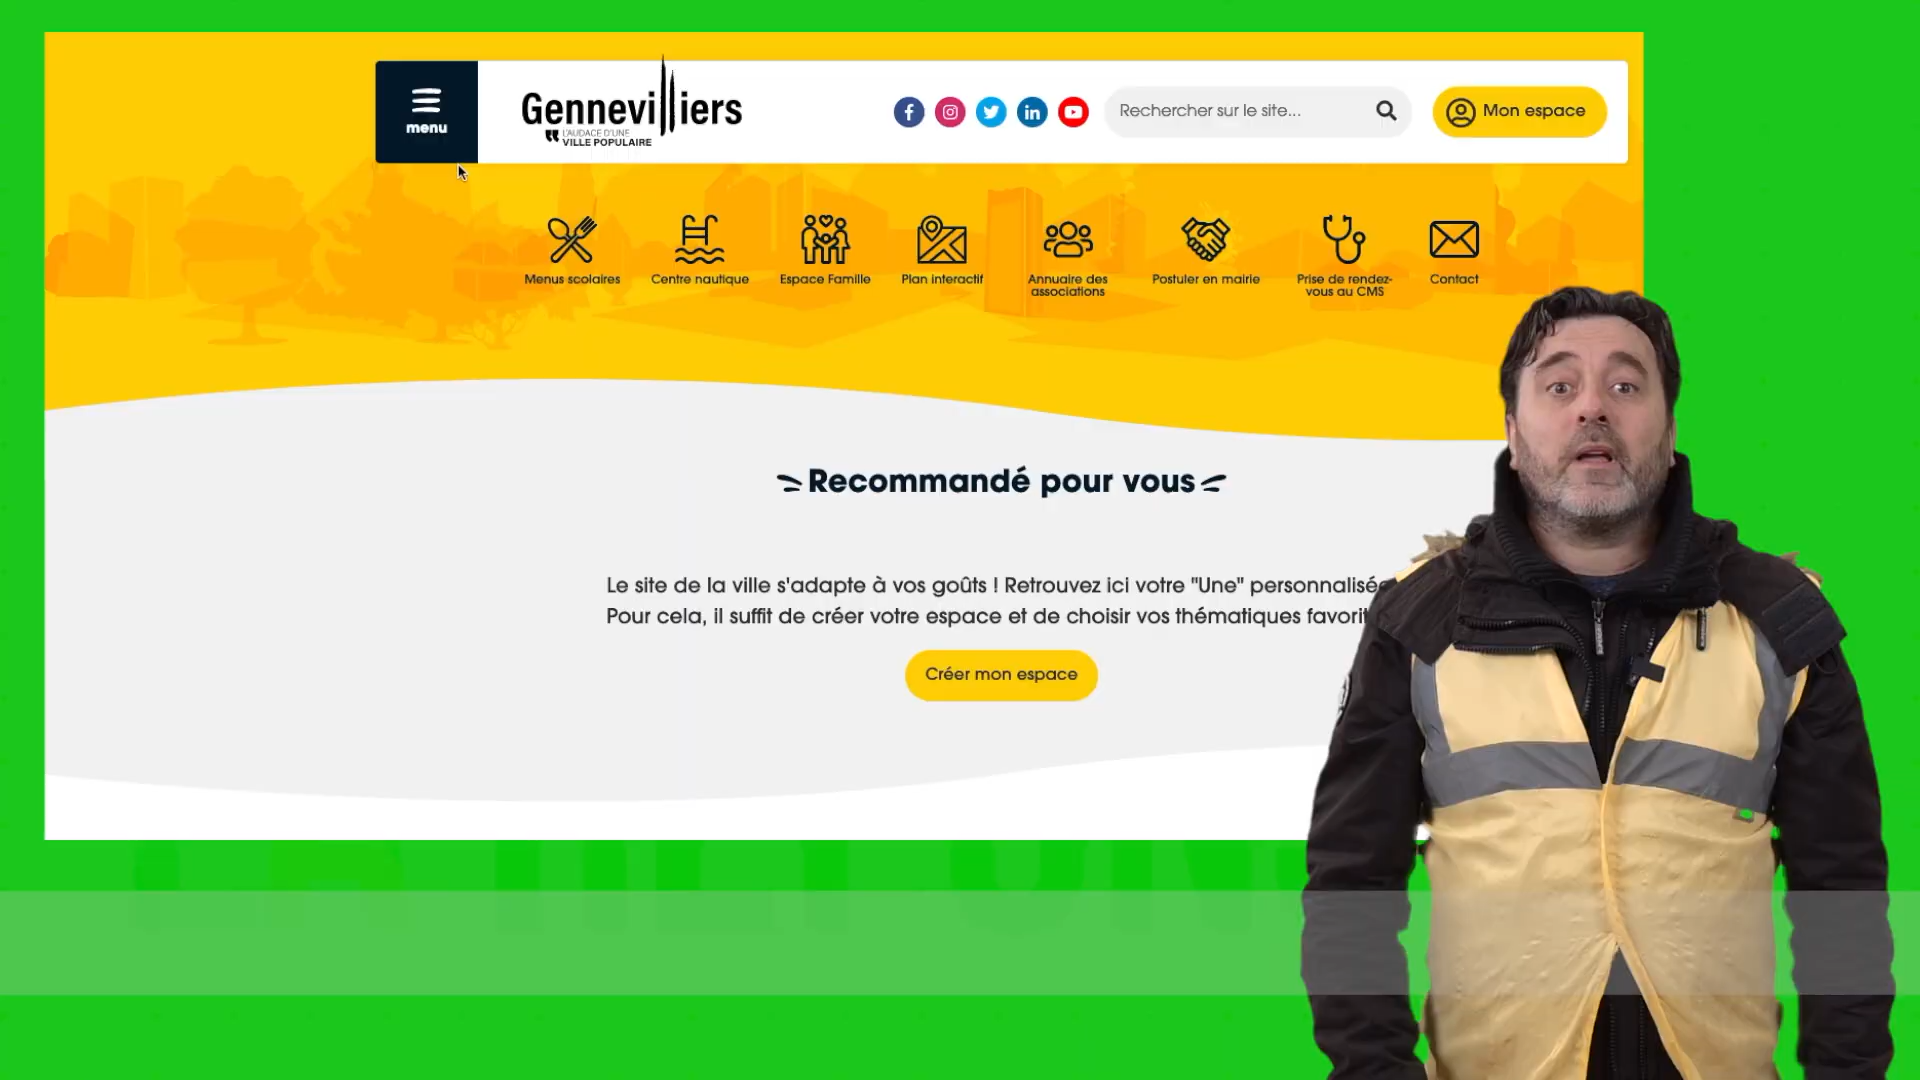 menu
Gennevilliers
L'AUDACE D'UNE
VILLE POPULAIRE
Rechercher sur le site...
Mon espace
Menus scolaires
Centre nautique
Espace Famille
Plan interactif
Annuaire des
associations
Postuler en mairie
Prise de rendez-
vous au CMS
Contact
Recommandé pour vous
Le site de la ville s'adapte à vos goûts ! Retrouvez ici votre "Une" personnalisée
Pour cela, il suffit de créer votre espace et de choisir vos thématiques
Créer mon espace